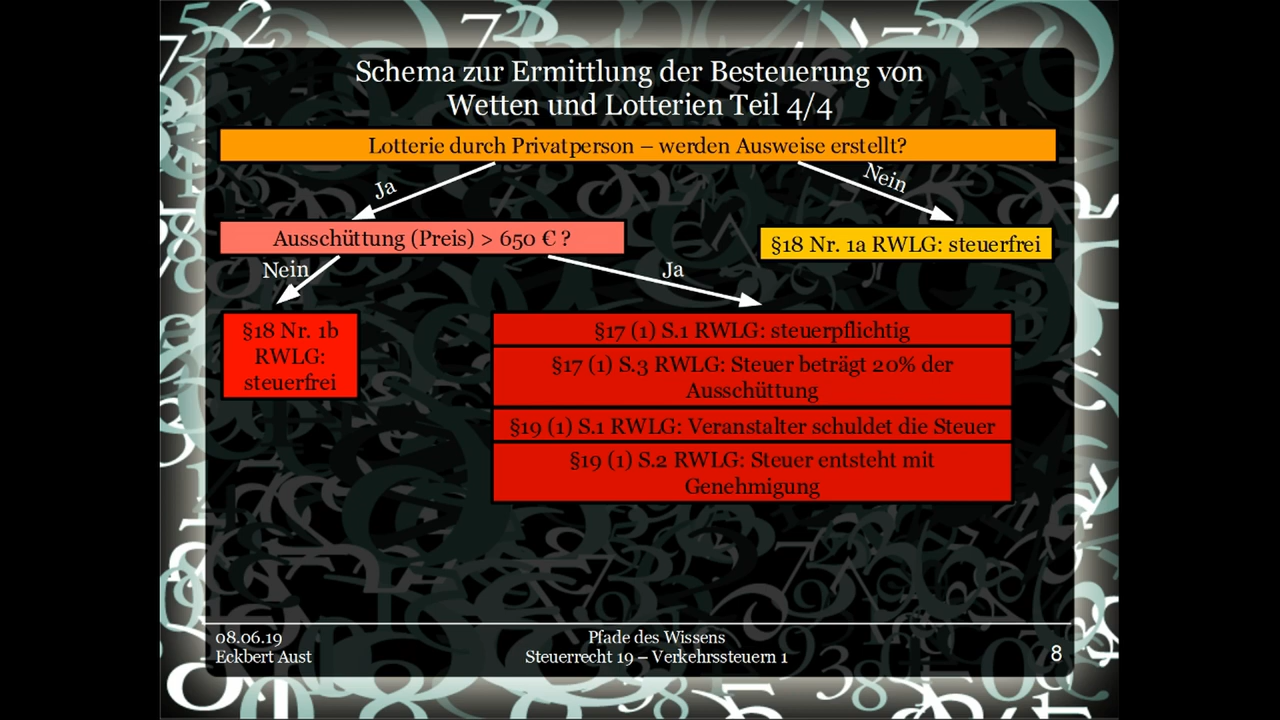 Schema zur Ermittlung der Besteuerung von
Wetten und Lotterien Teil 4/4
Lotterie durch Privatperson – werden Ausweise erstellt?
Ja
Nein
Ausschüttung (Preis) > 650 € ?
§18 Nr. 1a RWLG: steuerfrei
Nein
Ja
§18 Nr. 1b
RWLG:
steuerfrei
§17 (1) S.1 RWLG: steuerpflichtig
§17 (1) S.3 RWLG: Steuer beträgt 20% der
Ausschüttung
§19 (1) S.1 RWLG: Veranstalter schuldet die Steuer
§19 (1) S.2 RWLG: Steuer entsteht mit
Genehmigung
08.06.19
Eckbert Aust
Pfade des Wissens
Steuerrecht 19 – Verkehrssteuern 1
8